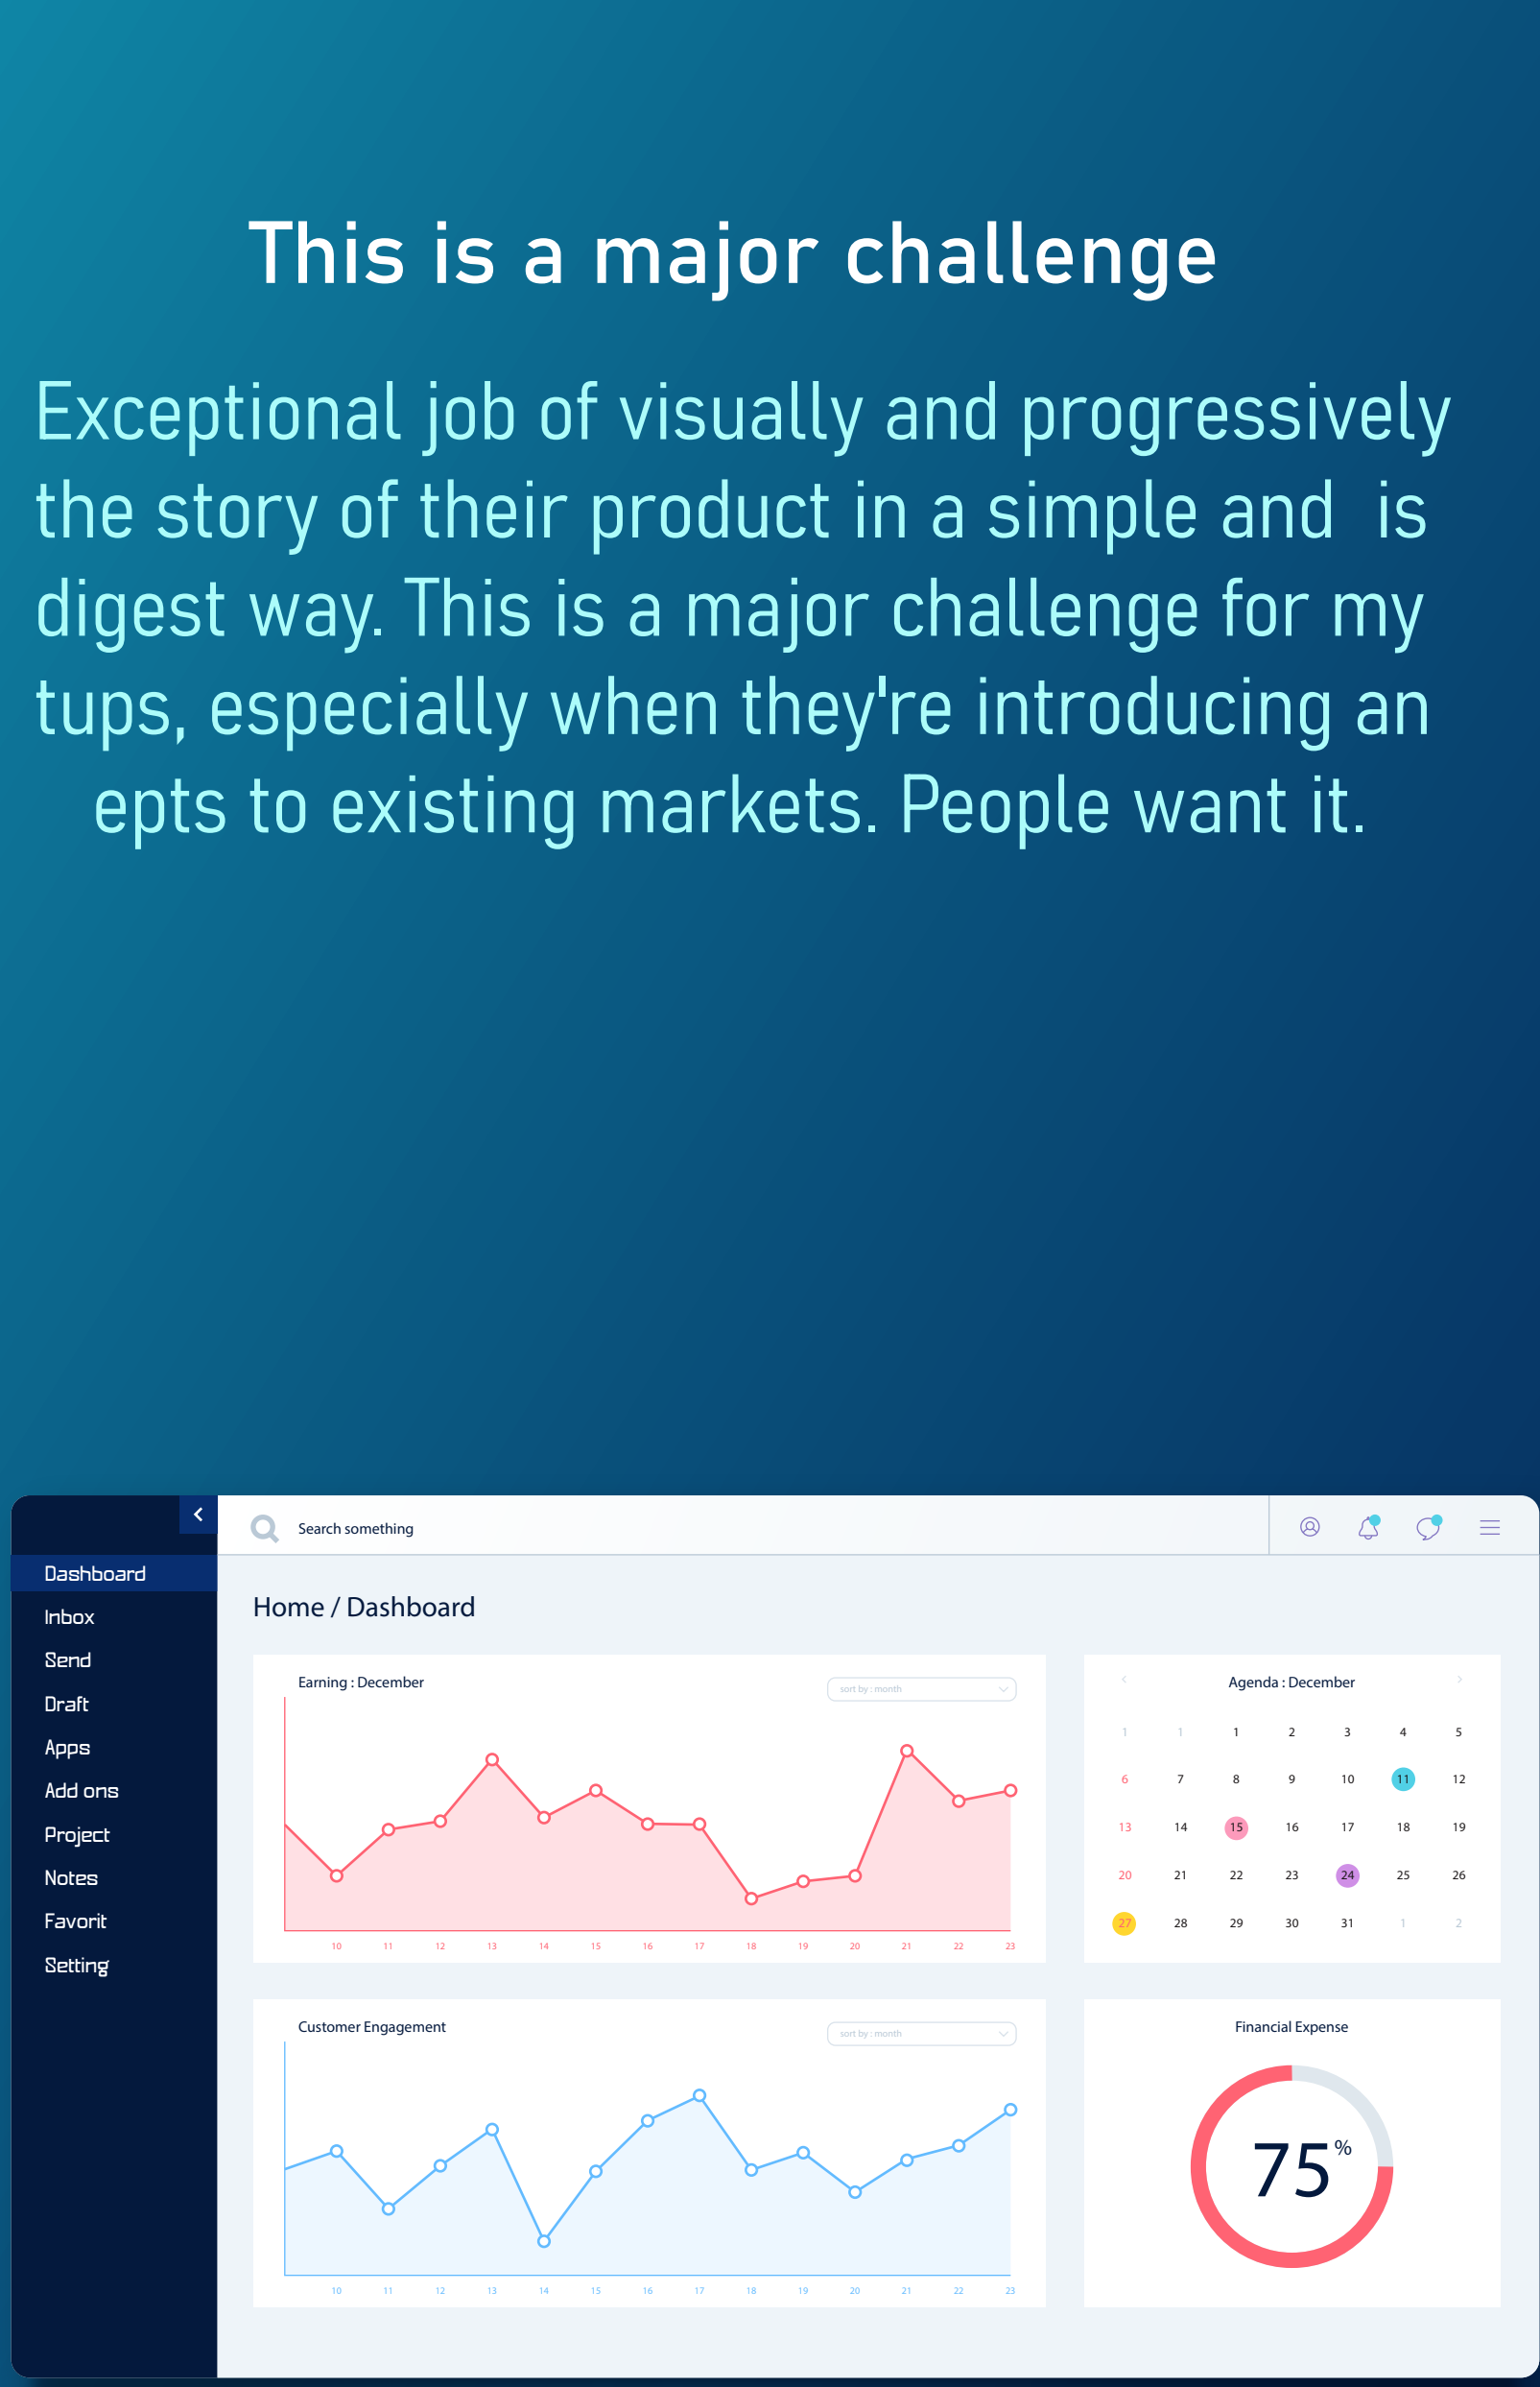 This is a major challenge
Exceptional job of visually and progressively
the story of their product in a simple and is
digest way. This is a major challenge for my
tups, especially when they're introducing an
epts to existing markets. People want it.
Search something
Dashboard
Inbox
Send
Draft
Apps
Add ons
Project
Notes
Favorit
Setting
Home / Dashboard
Earning : December
sort by : month
10 11 12 13 14 15 16 17 18 19 20 21 22 23
Agenda : December
1 1 1 2 3 4 5
6 7 8 9 10 11 12
13 14 15 16 17 18 19
20 21 22 23 24 25 26
27 28 29 30 31 1 2
Customer Engagement
sort by : month
10 11 12 13 14 15 16 17 18 19 20 21 22 23
Financial Expense
75%